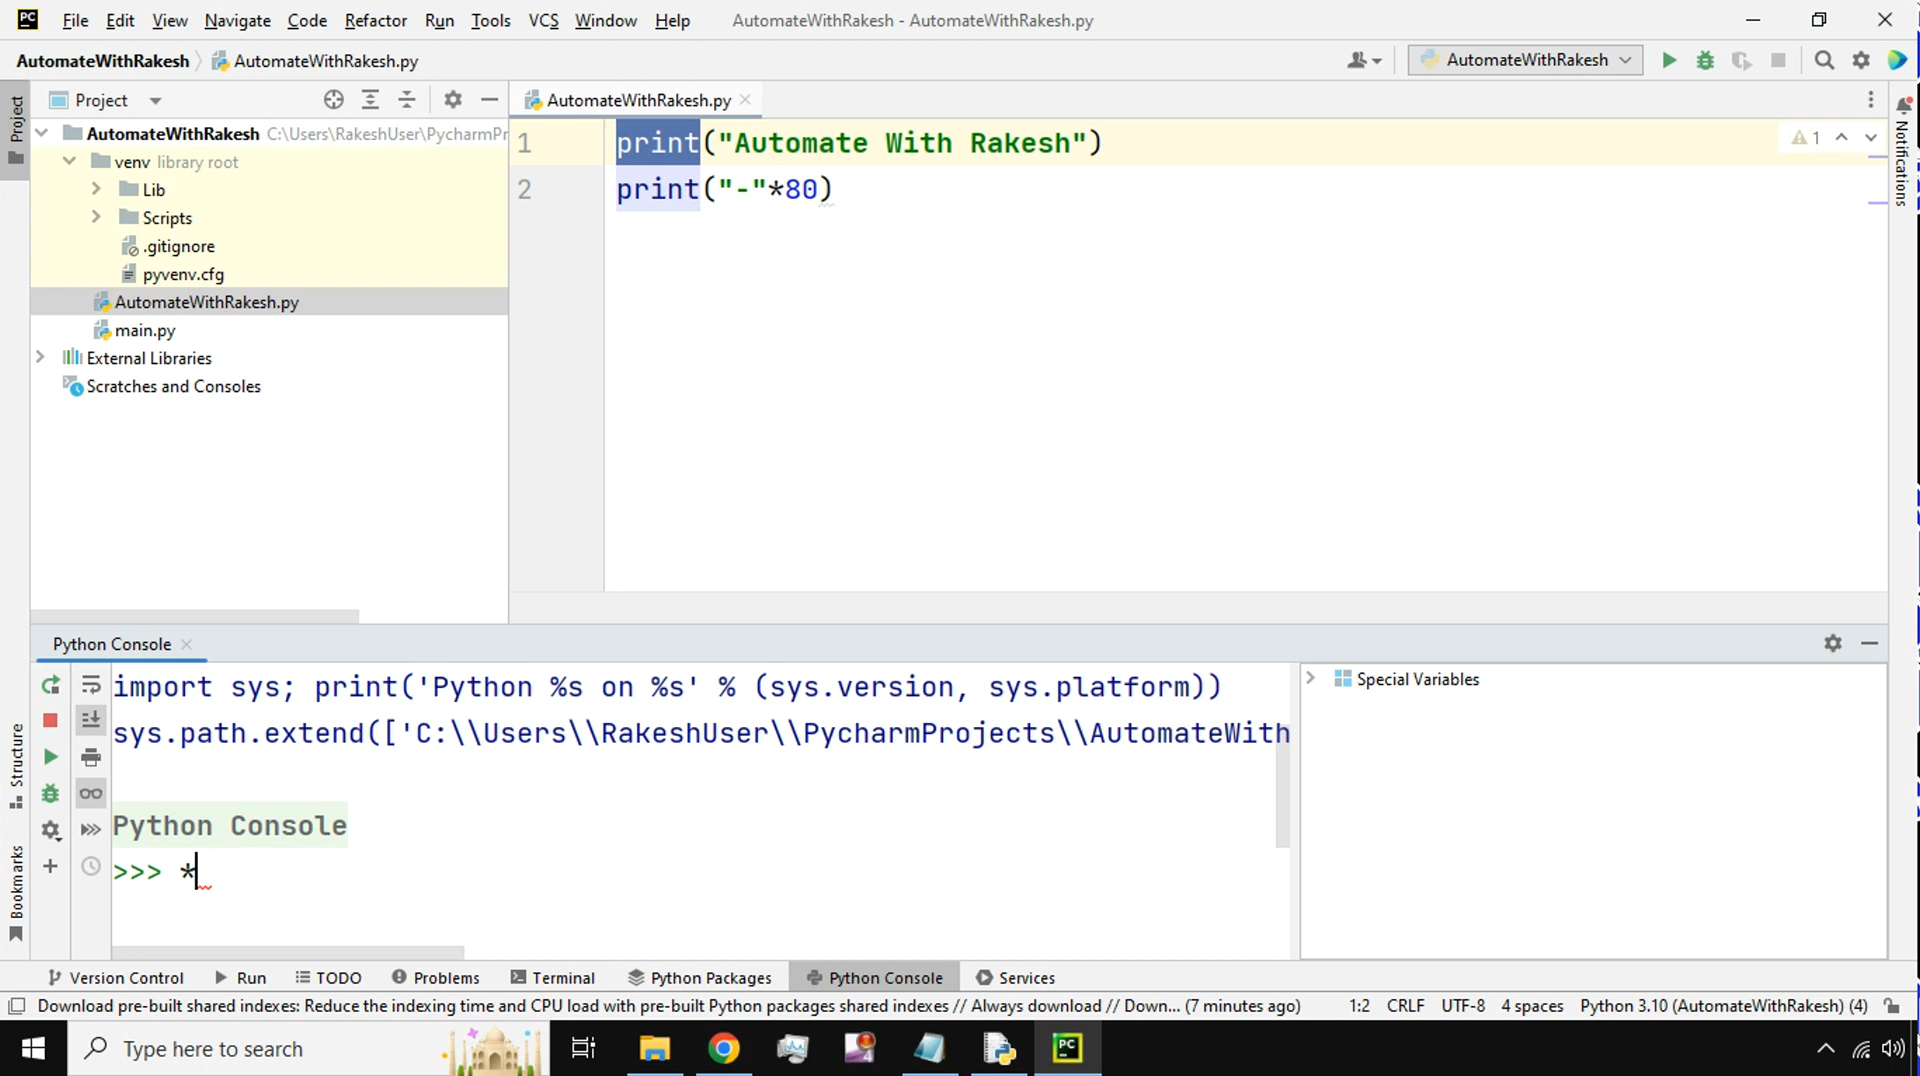 PC File Edit View Navigate Code Refactor Run Tools VCS Window Help AutomateWithRakesh - AutomateWithRakesh.py
AutomateWithRakesh AutomateWithRakesh.py AutomateWithRakesh
Project
Project
AutomateWithRakesh.py
AutomateWithRakesh C:\Users\RakeshUser\PycharmPr
venv library root
Lib
Scripts
.gitignore
pyvenv.cfg
AutomateWithRakesh.py
main.py
External Libraries
Scratches and Consoles
1 print("Automate With Rakesh")
2 print("-"*80)
1
Notifications
Python Console
import sys; print('Python %s on %s' % (sys.version, sys.platform))
sys.path.extend(['C:\\Users\\RakeshUser\\PycharmProjects\\AutomateWith
Python Console
>>> *
Special Variables
Structure
Bookmarks
Version Control Run TODO Problems Terminal Python Packages Python Console Services
Download pre-built shared indexes: Reduce the indexing time and CPU load with pre-built Python packages shared indexes // Always download // Down... (7 minutes ago) 1:2 CRLF UTF-8 4 spaces Python 3.10 (AutomateWithRakesh) (4)
Type here to search
4
PC